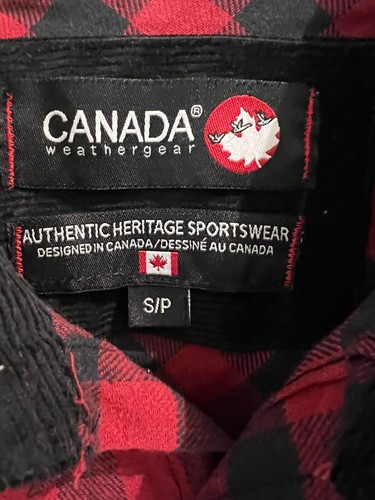 CANADA®
weathergear
AUTHENTIC HERITAGE SPORTSWEAR
DESIGNED IN CANADA/DESSINÉ AU CANADA
S/P